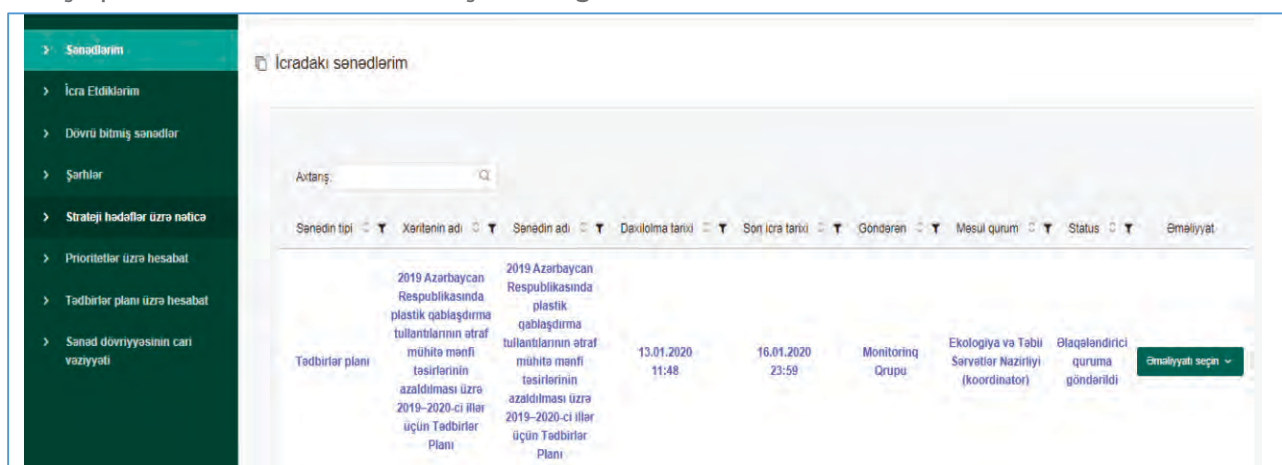 Sənədlərim
İcra Etdiklərim
Dövrü bitmiş sənədlər
Şərhlər
Strateji hədəflər üzrə nəticə
Prioritetlər üzrə hesabat
Tədbirlər planı üzrə hesabat
Sənəd dövriyyəsinin cari
vəziyyəti
İcradakı sənədlərim
Axtarış:
Sənədin tipi Xəritənin adı Sənədin adı Daxilolma tarixi Son icra tarixi Göndərən Məsul qurum Status Əməliyyat
Tədbirlər planı
2019 Azərbaycan
Respublikasında
plastik qablaşdırma
tullantılarının ətraf
mühitə mənfi
təsirlərinin
azaldılması üzrə
2019–2020-ci illər
üçün Tədbirlər
Planı
2019 Azərbaycan
Respublikasında
plastik
qablaşdırma
tullantılarının ətraf
mühitə mənfi
təsirlərinin
azaldılması üzrə
2019–2020-ci illər
üçün Tədbirlər
Planı
13.01.2020
11:48
16.01.2020
23:59
Monitorinq
Qrupu
Ekologiya və Təbii
Sərvətlər Nazirliyi
(koordinator)
Əlaqələndirici
quruma
göndərildi
Əməliyyatı seçin